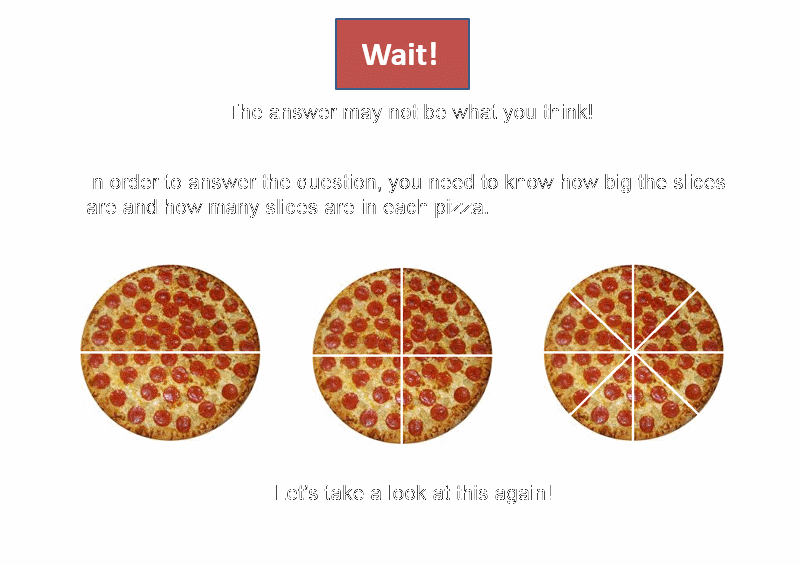 Wait!
The answer may not be what you think!
In order to answer the question, you need to know how big the slices
are and how many slices are in each pizza.
Let's take a look at this again!